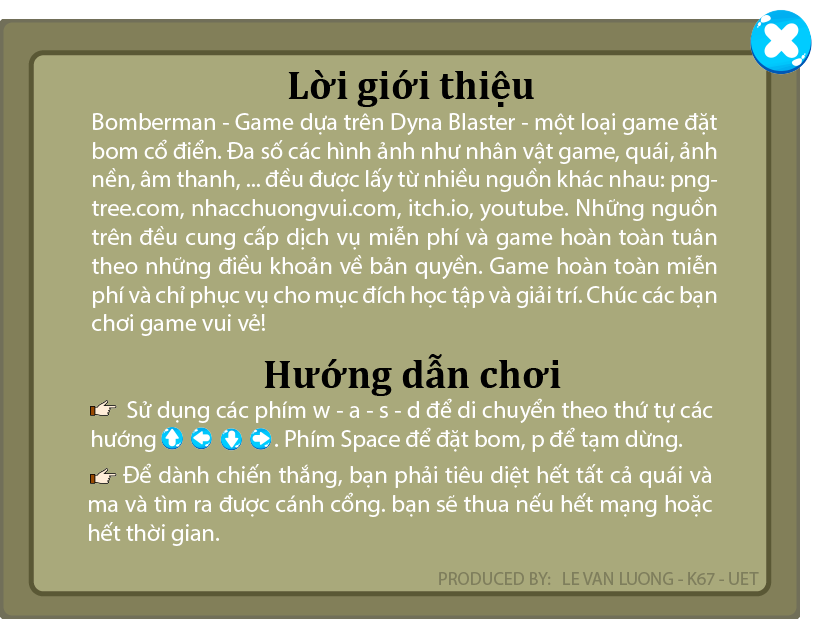 Lời giới thiệu
Bomberman - Game dựa trên Dyna Blaster - một loại game đặt
bom cổ điển. Đa số các hình ảnh như nhân vật game, quái, ảnh
nền, âm thanh, ... đều được lấy từ nhiều nguồn khác nhau: png-
tree.com, nhacchuongvui.com, itch.io, youtube. Những nguồn
trên đều cung cấp dịch vụ miễn phí và game hoàn toàn tuân
theo những điều khoản về bản quyền. Game hoàn toàn miễn
phí và chỉ phục vụ cho mục đích học tập và giải trí. Chúc các bạn
chơi game vui vẻ!
Hướng dẫn chơi
Sử dụng các phím w - a - s - d để di chuyển theo thứ tự các
hướng . Phím Space để đặt bom, p để tạm dừng.
Để dành chiến thắng, bạn phải tiêu diệt hết tất cả quái và
ma và tìm ra được cánh cổng. bạn sẽ thua nếu hết mạng hoặc
hết thời gian.
PRODUCED BY: LE VAN LUONG - K67 - UET